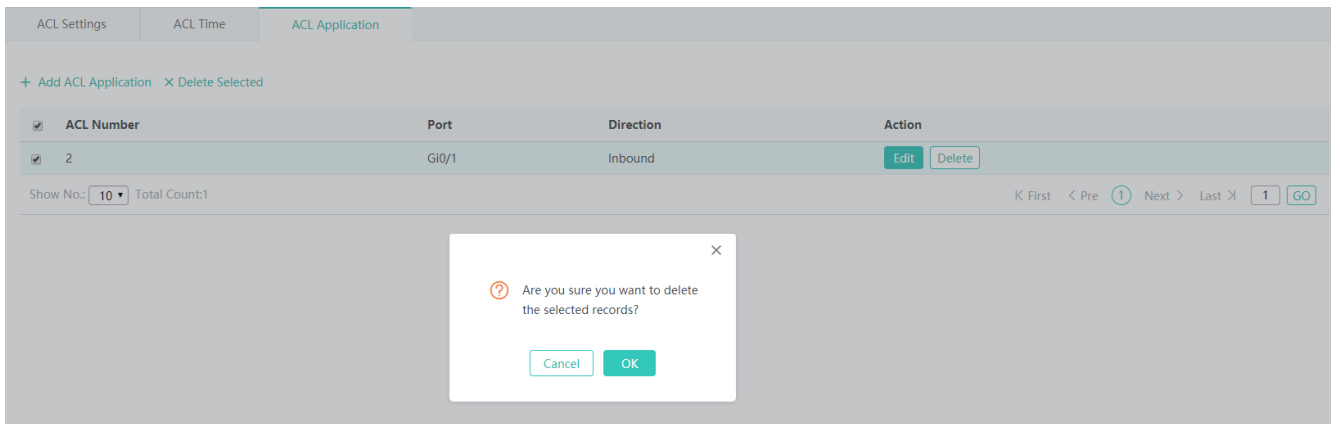 ACL Settings ACL Time ACL Application
+ Add ACL Application × Delete Selected
ACL Number Port Direction Action
2 Gi0/1 Inbound Edit Delete
Show No.: 10 Total Count:1 First < Pre 1 Next > Last 1 GO
Are you sure you want to delete
the selected records?
Cancel OK